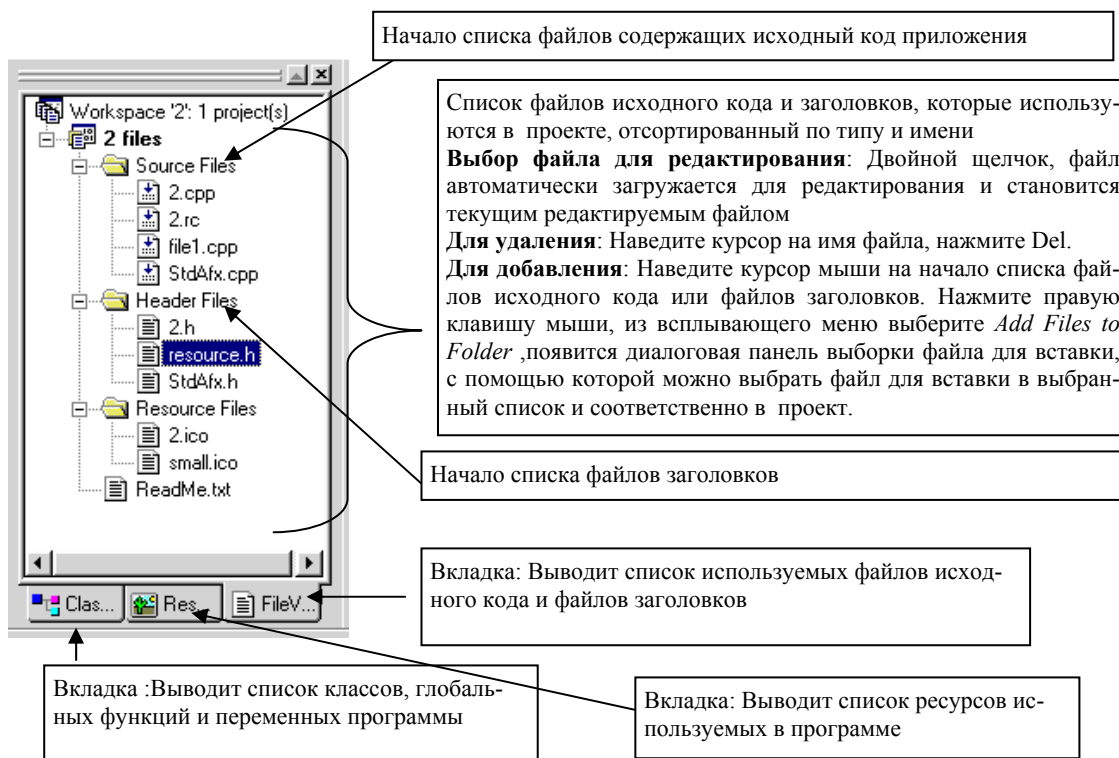 Начало списка файлов содержащих исходный код приложения
Workspace '2': 1 project(s)
2 files
Source Files
2.cpp
2.rc
file1.cpp
StdAfx.cpp
Header Files
2.h
resource.h
StdAfx.h
Resource Files
2.ico
small.ico
ReadMe.txt
Clas...
Res...
FileV...
Список файлов исходного кода и заголовков, которые использу-
ются в проекте, отсортированный по типу и имени
Выбор файла для редактирования: Двойной щелчок, файл
автоматически загружается для редактирования и становится
текущим редактируемым файлом
Для удаления: Наведите курсор на имя файла, нажмите Del.
Для добавления: Наведите курсор мыши на начало списка фай-
лов исходного кода или файлов заголовков. Нажмите правую
клавишу мыши, из всплывающего меню выберите Add Files to
Folder ,появится диалоговая панель выборки файла для вставки,
с помощью которой можно выбрать файл для вставки в выбран-
ный список и соответственно в проект.
Начало списка файлов заголовков
Вкладка: Выводит список используемых файлов исход-
ного кода и файлов заголовков
Вкладка :Выводит список классов, глобаль-
ных функций и переменных программы
Вкладка: Выводит список ресурсов ис-
пользуемых в программе